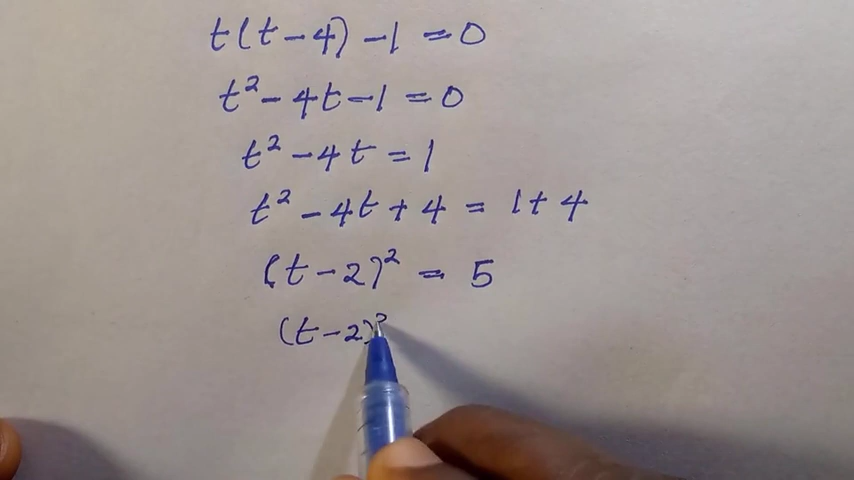 t(t-4)-1=0
t²-4t-1=0
t²-4t=1
t²-4t+4=1+4
(t-2)²=5
(t-2)²